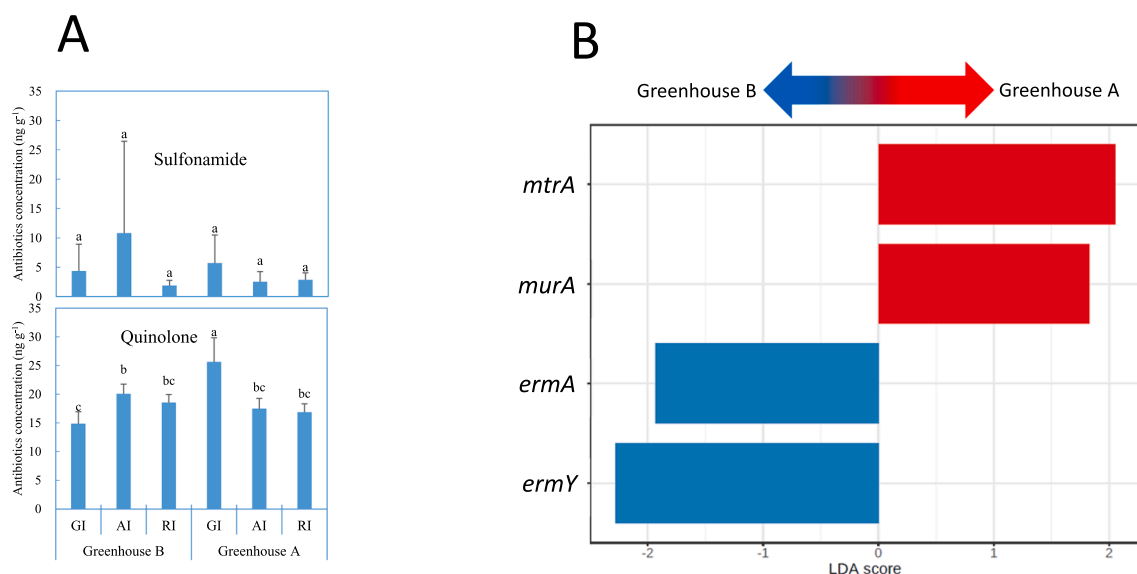 A
Antibiotics concentration (ng g⁻¹)
35
30
25
20
15
10
5
0
Sulfonamide
a
a
a
a
a
a
Antibiotics concentration (ng g⁻¹)
35
30
25
20
15
10
5
0
Quinolone
c
b
bc
a
bc
bc
GI AI RI GI AI RI
Greenhouse B Greenhouse A
B
Greenhouse B Greenhouse A
mtrA
murA
ermA
ermY
-2 -1 0 1 2
LDA score